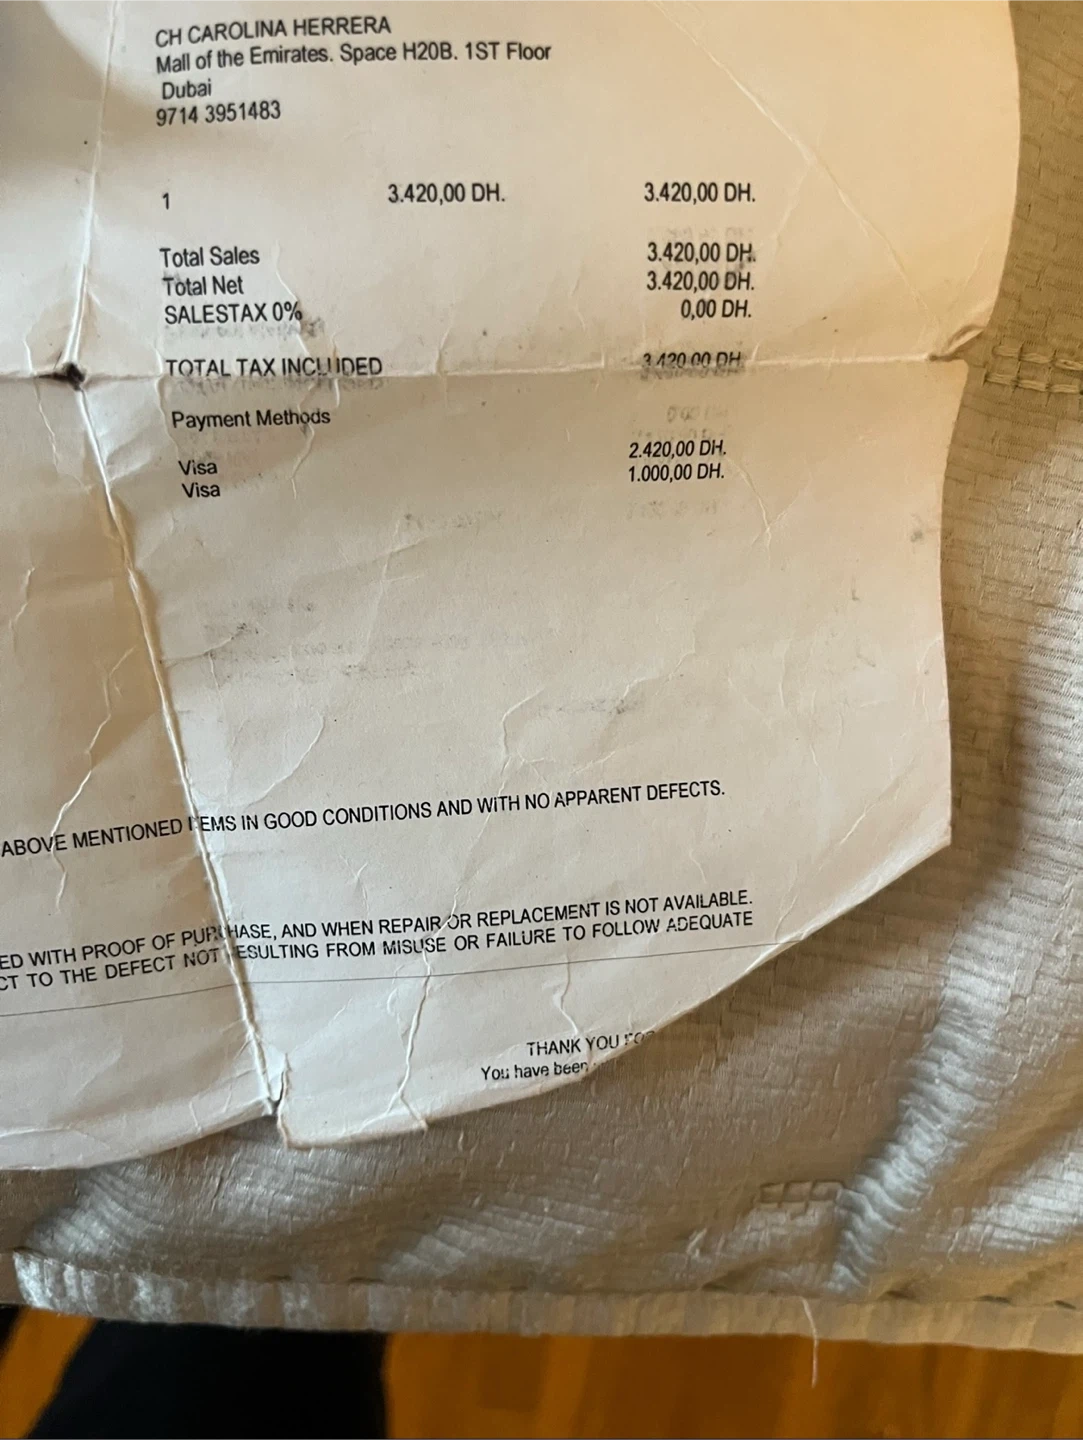 CH CAROLINA HERRERA
Mall of the Emirates. Space H20B. 1ST Floor
Dubai
9714 3951483
1 3.420,00 DH. 3.420,00 DH.
Total Sales 3.420,00 DH.
Total Net 3.420,00 DH.
SALESTAX 0% 0,00 DH.
TOTAL TAX INCLUDED 3.420,00 DH.
Payment Methods
Visa 2.420,00 DH.
Visa 1.000,00 DH.
ABOVE MENTIONED ITEMS IN GOOD CONDITIONS AND WITH NO APPARENT DEFECTS.
ED WITH PROOF OF PURCHASE, AND WHEN REPAIR OR REPLACEMENT IS NOT AVAILABLE.
CT TO THE DEFECT NOT RESULTING FROM MISUSE OR FAILURE TO FOLLOW ADEQUATE
THANK YOU FOR
You have been